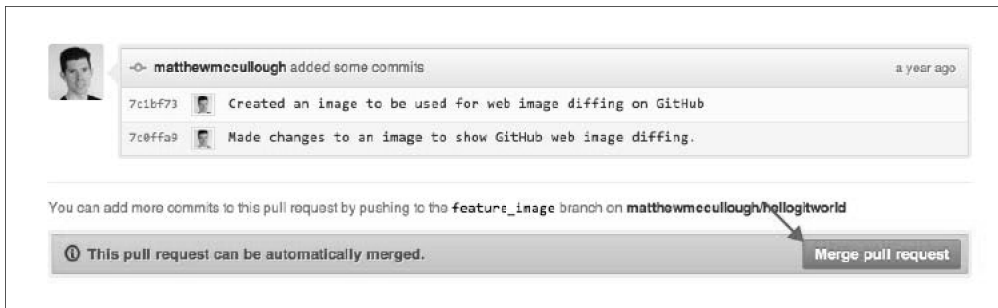 matthewmccullough added some commits a year ago
7c1bf73 Created an image to be used for web image diffing on GitHub
7c0ffa9 Made changes to an image to show GitHub web image diffing.
You can add more commits to this pull request by pushing to the feature_image branch on matthewmccullough/hellogitworld
This pull request can be automatically merged. Merge pull request